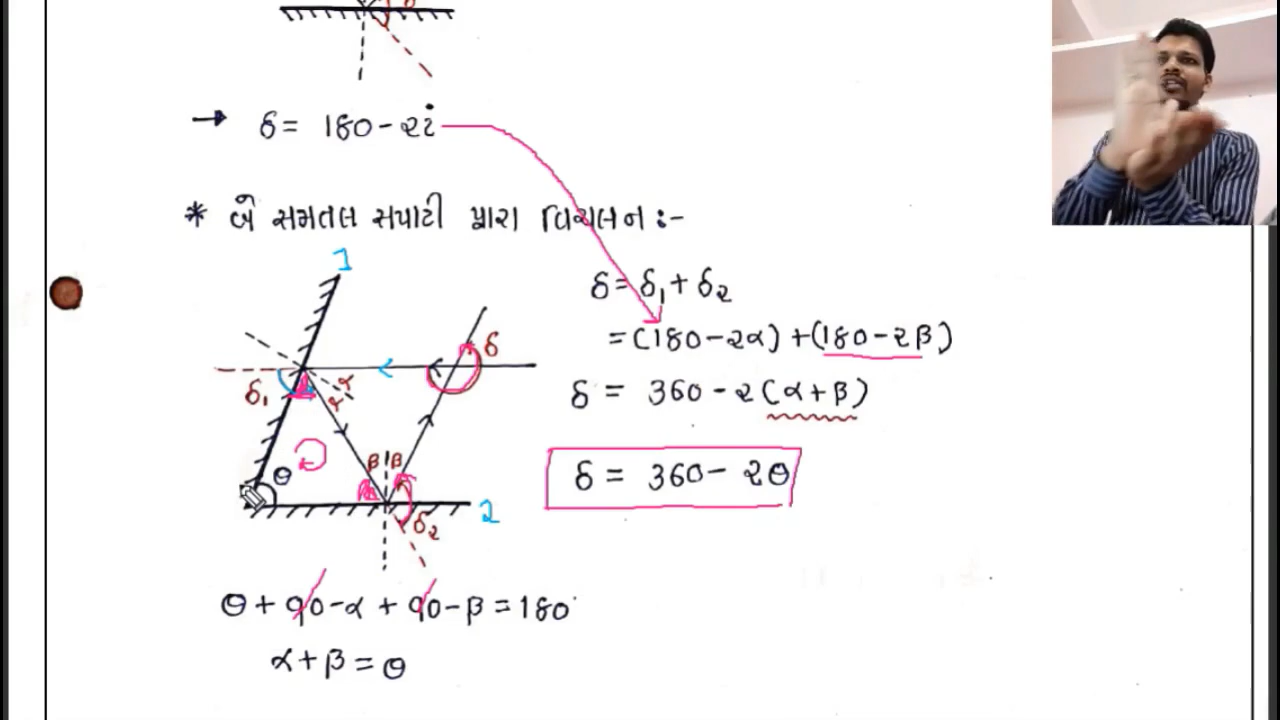 → δ = 180 - 2i
* બે સમતલ સપાટી દ્વારા વિચલન :-
1
δ = δ₁ + δ₂
= (180 - 2α) + (180 - 2β)
δ
δ₁ α
α
δ = 360 - 2 (α + β)
β β
θ
δ = 360 - 2θ
2
δ₂
θ + 90 - α + 90 - β = 180°
α + β = θ